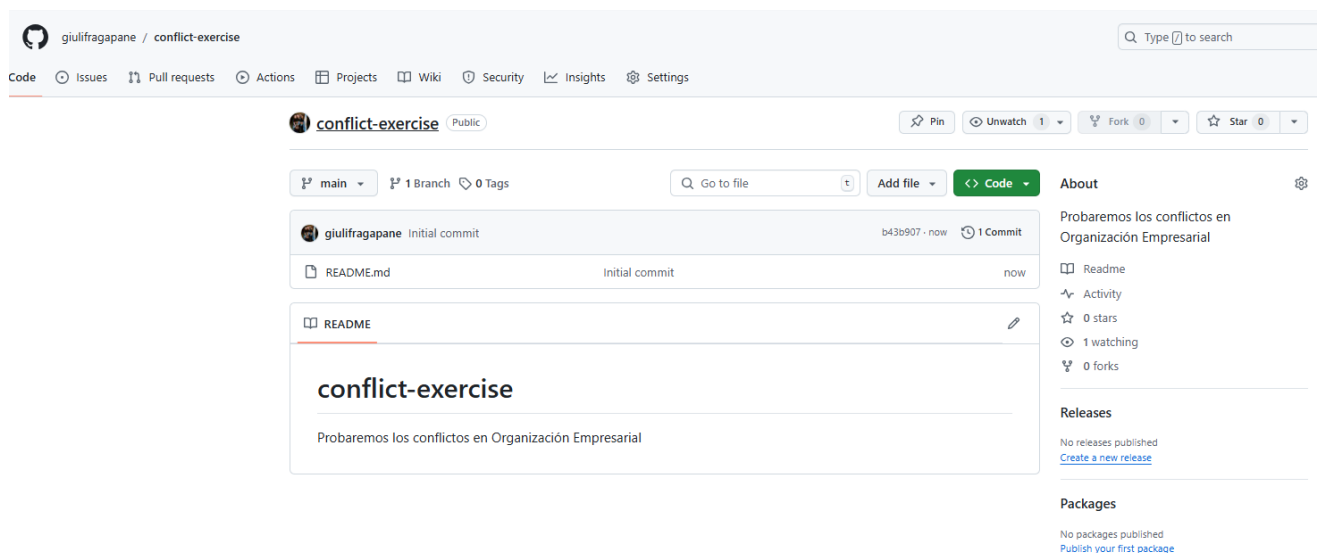 giulifragapane / conflict-exercise
Type / to search
Code Issues Pull requests Actions Projects Wiki Security Insights Settings
conflict-exercise Public
Pin Unwatch 1 Fork 0 Star 0
main 1 Branch 0 Tags Go to file t Add file Code
About
Probaremos los conflictos en
Organización Empresarial
giulifragapane Initial commit b43b907 · now 1 Commit
README.md Initial commit now
Readme
Activity
0 stars
1 watching
0 forks
README
conflict-exercise
Probaremos los conflictos en Organización Empresarial
Releases
No releases published
Create a new release
Packages
No packages published
Publish your first package